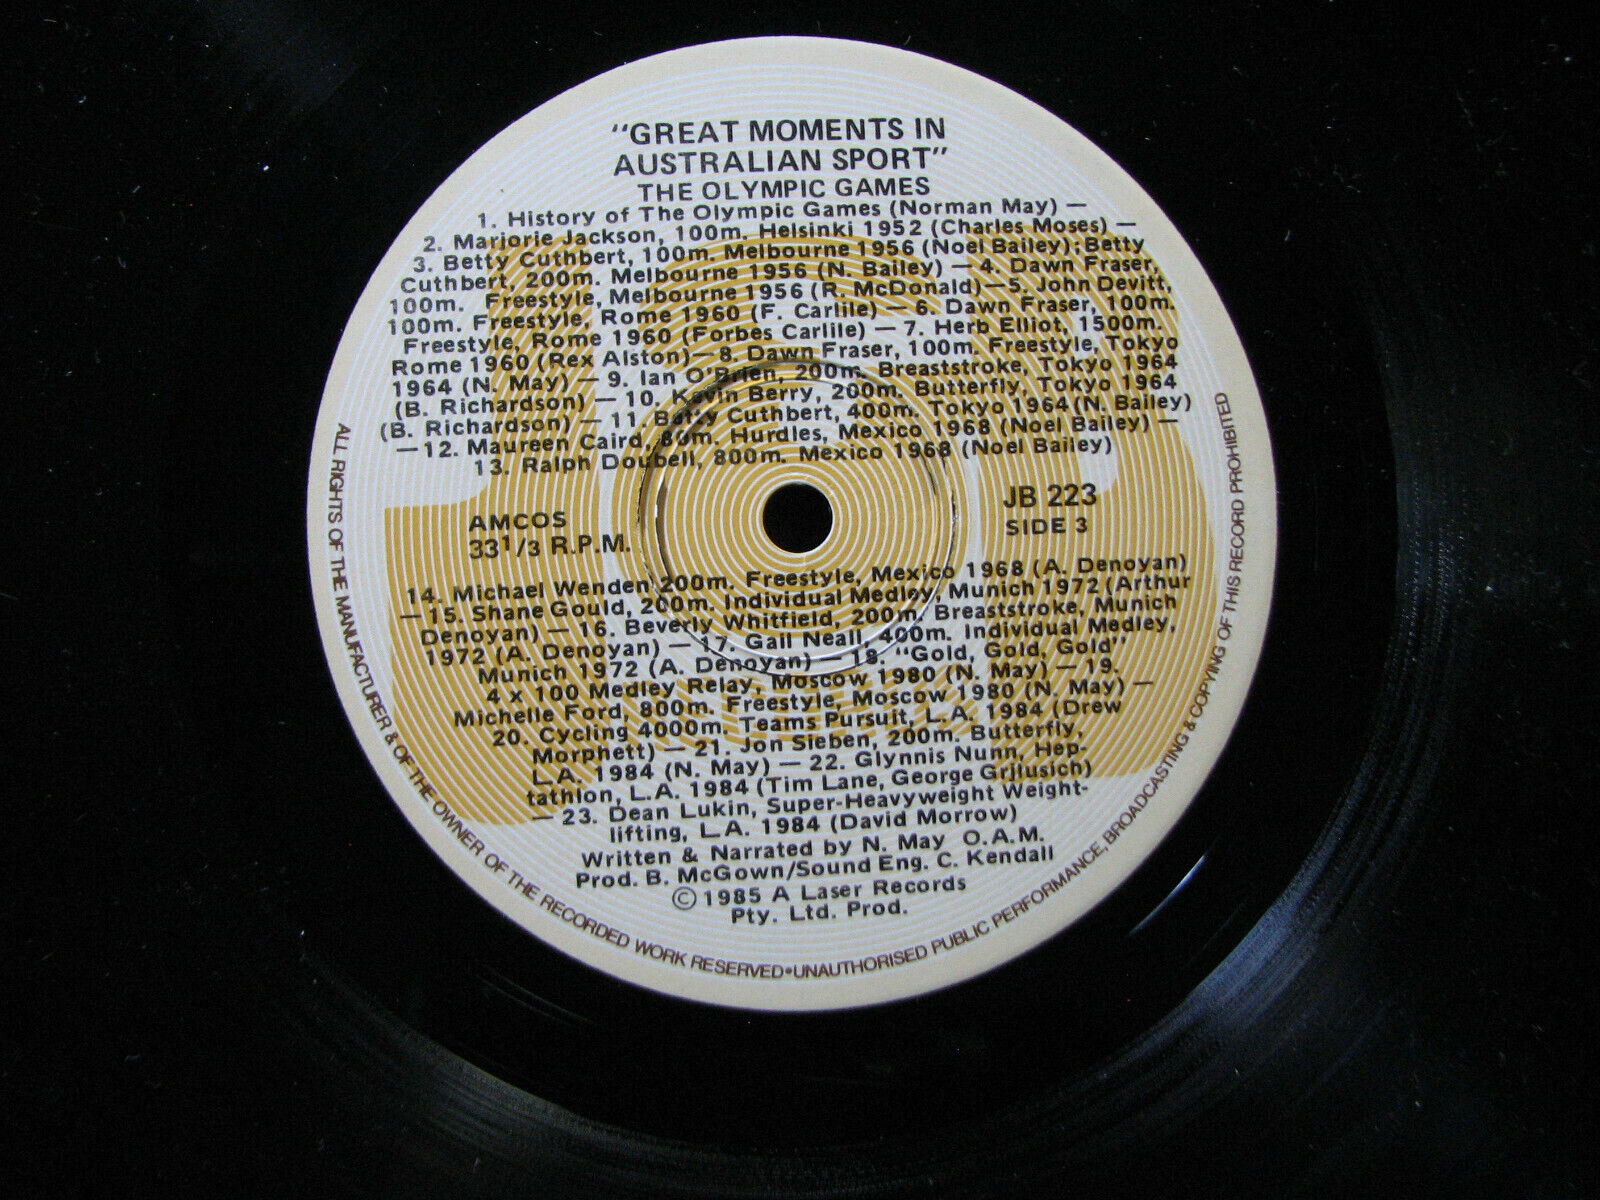 "GREAT MOMENTS IN
AUSTRALIAN SPORT"
THE OLYMPIC GAMES
1. History of The Olympic Games (Norman May) —
2. Marjorie Jackson, 100m. Helsinki 1952 (Charles Moses) —
3. Betty Cuthbert, 100m. Melbourne 1956 (Noel Bailey); Betty
Cuthbert, 200m. Melbourne 1956 (N. Bailey) — 4. Dawn Fraser,
100m. Freestyle, Melbourne 1956 (R. McDonald) — 5. John Devitt,
100m. Freestyle, Rome 1960 (F. Carlile) — 6. Dawn Fraser, 100m.
Freestyle, Rome 1960 (Forbes Carlile) — 7. Herb Elliot, 1500m.
Rome 1960 (Rex Alston) — 8. Dawn Fraser, 100m. Freestyle, Tokyo
1964 (N. May) — 9. Ian O'Brien, 200m. Breaststroke, Tokyo 1964
(B. Richardson) — 10. Kevin Berry, 200m. Butterfly, Tokyo 1964
(B. Richardson) — 11. Betty Cuthbert, 400m. Tokyo 1964 (N. Bailey)
— 12. Maureen Caird, 80m. Hurdles, Mexico 1968 (Noel Bailey) —
13. Ralph Doubell, 800m. Mexico 1968 (Noel Bailey)
AMCOS
33 1/3 R.P.M.
JB 223
SIDE 3
14. Michael Wenden 200m. Freestyle, Mexico 1968 (A. Denoyan)
— 15. Shane Gould, 200m. Individual Medley, Munich 1972 (Arthur
Denoyan) — 16. Beverly Whitfield, 200m. Breaststroke, Munich
1972 (A. Denoyan) — 17. Gail Neall, 400m. Individual Medley,
Munich 1972 (A. Denoyan) — 18. "Gold, Gold, Gold"
4 x 100 Medley Relay, Moscow 1980 (N. May) — 19.
Michelle Ford, 800m. Freestyle, Moscow 1980 (N. May) —
20. Cycling 4000m. Teams Pursuit, L.A. 1984 (Drew
Morphett) — 21. Jon Sieben, 200m. Butterfly,
L.A. 1984 (N. May) — 22. Glynnis Nunn, Hep-
tathlon, L.A. 1984 (Tim Lane, George Grjlusich)
— 23. Dean Lukin, Super-Heavyweight Weight-
lifting, L.A. 1984 (David Morrow)
Written & Narrated by N. May O.A.M.
Prod. B. McGown/Sound Eng. C. Kendall
© 1985 A Laser Records
Pty. Ltd. Prod.
ALL RIGHTS OF THE MANUFACTURER & OF THE OWNER OF THE RECORDED WORK RESERVED•UNAUTHORISED PUBLIC PERFORMANCE, BROADCASTING & COPYING OF THIS RECORD PROHIBITED